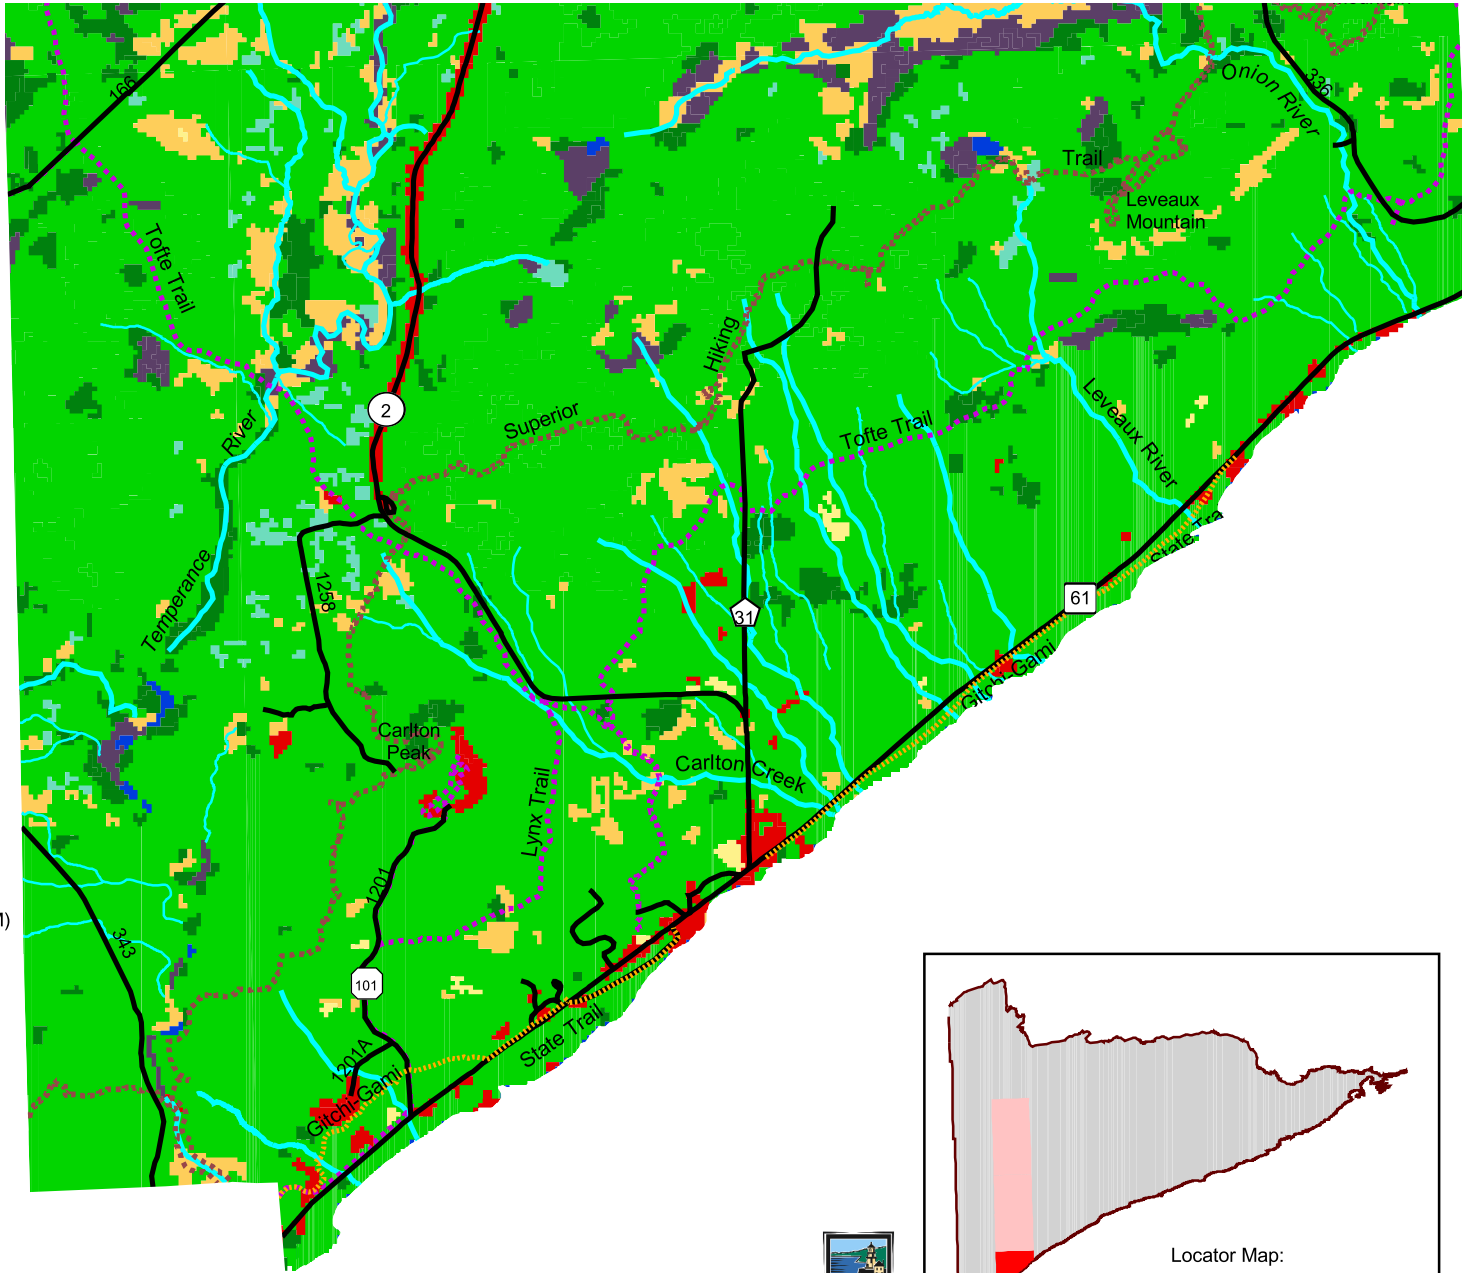 166
Onion River
336
Trail
Leveaux
Mountain
Tofte Trail
Hiking
2
Superior
Tofte Trail
River
Leveaux River
State Tra
Temperance
1258
31
61
Gitchi-Gami
Carlton
Peak
Carlton Creek
Lynx Trail
1201
343
101
State Trail
1201A
Gitchi-Gami
Locator Map: